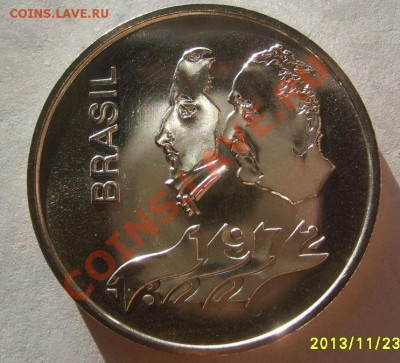 COINS.LAVE.RU
BRASIL
COINS.LAVE.RU
1972
1822
2013/11/23